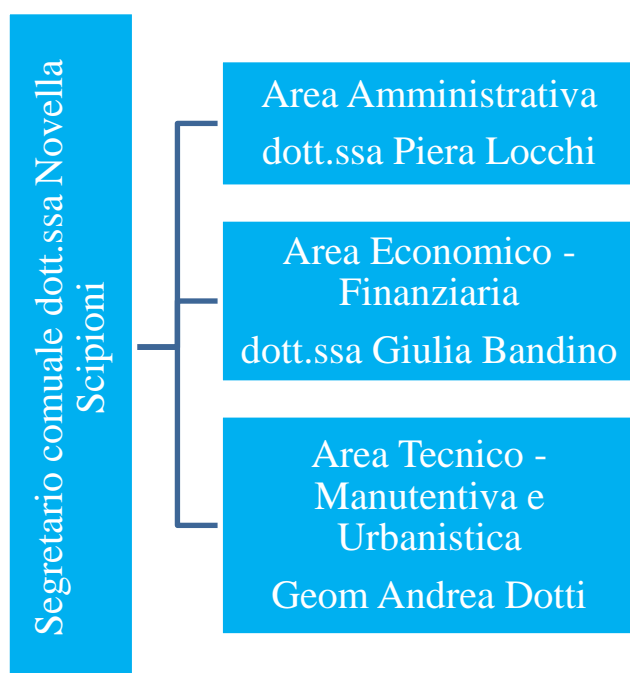 Segretario comuale dott.ssa Novella
Scipioni
Area Amministrativa
dott.ssa Piera Locchi
Area Economico -
Finanziaria
dott.ssa Giulia Bandino
Area Tecnico -
Manutentiva e
Urbanistica
Geom Andrea Dotti